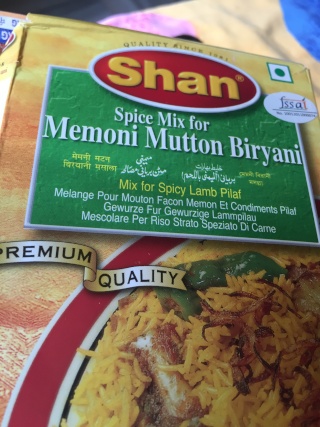 QUALITY SINCE 1981
Shan®
fssai
Spice Mix for
Memoni Mutton Biryani
मेमनी मटन
बिरयानी मसाला
Mix for Spicy Lamb Pilaf
Melange Pour Mouton Facon Memon Et Condiments Pilaf
Gewurze Fur Gewurzige Lammpilau
Mescolare Per Riso Strato Speziato Di Carne
PREMIUM
QUALITY